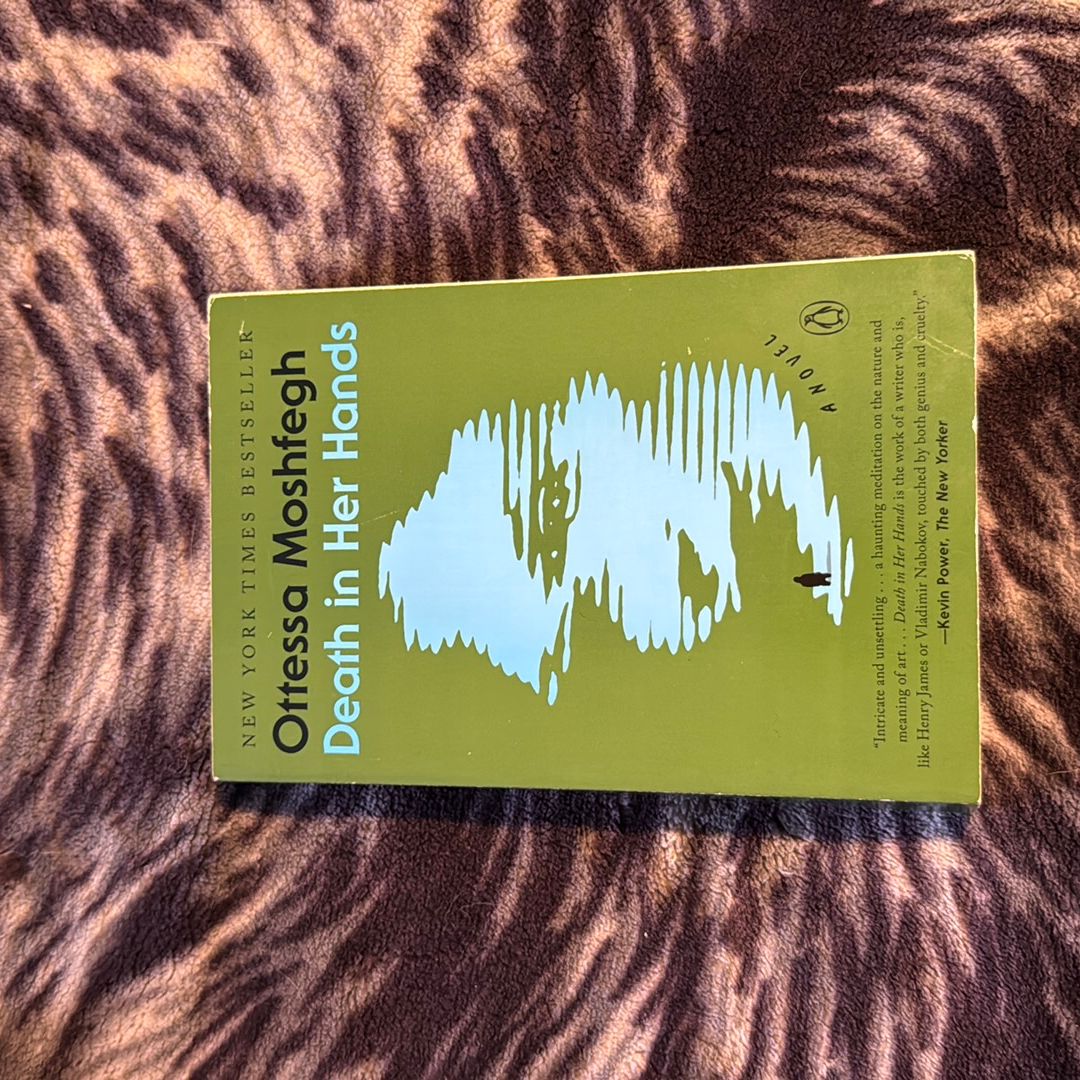 NEW YORK TIMES BESTSELLER
Ottessa Moshfegh
Death in Her Hands
A NOVEL
“Intricate and unsettling . . . a haunting meditation on the nature and
meaning of art . . . Death in Her Hands is the work of a writer who is,
like Henry James or Vladimir Nabokov, touched by both genius and cruelty.”
—Kevin Power, The New Yorker